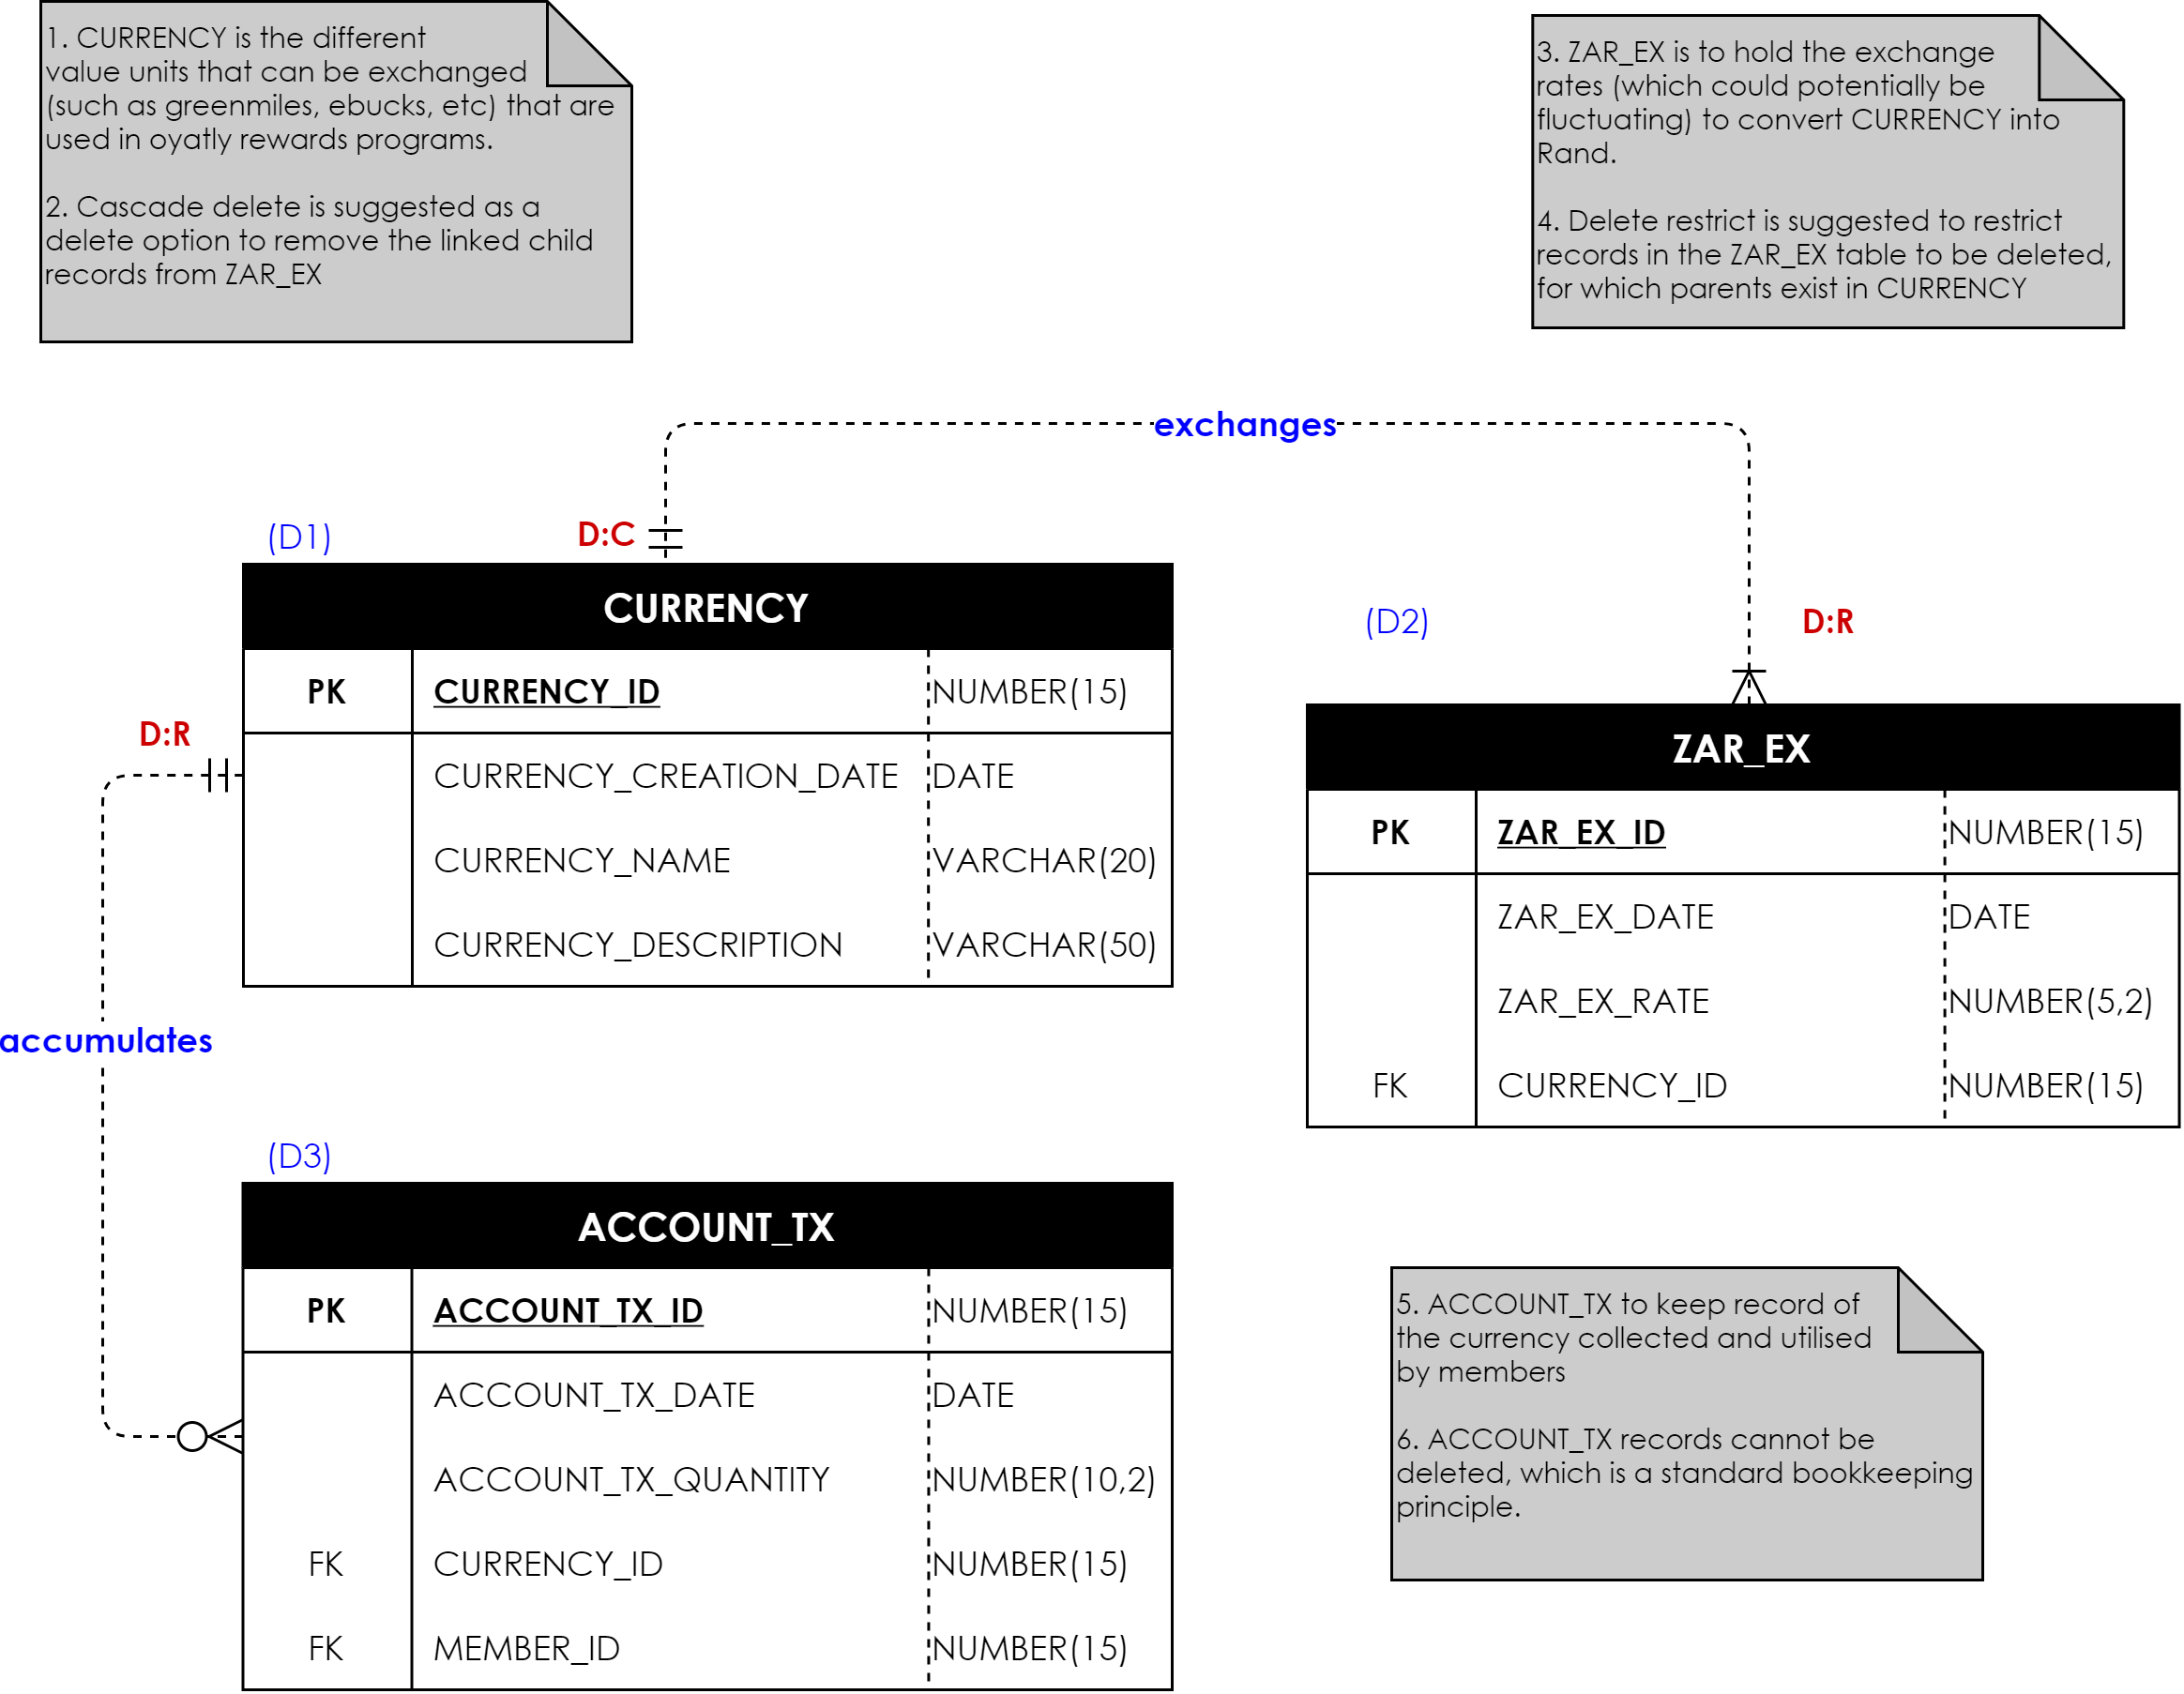 1. CURRENCY is the different
value units that can be exchanged
(such as greenmiles, ebucks, etc) that are
used in oyatly rewards programs.
2. Cascade delete is suggested as a
delete option to remove the linked child
records from ZAR_EX
3. ZAR_EX is to hold the exchange
rates (which could potentially be
fluctuating) to convert CURRENCY into
Rand.
4. Delete restrict is suggested to restrict
records in the ZAR_EX table to be deleted,
for which parents exist in CURRENCY
exchanges
(D1)
D:C
CURRENCY
PK CURRENCY_ID NUMBER(15)
CURRENCY_CREATION_DATE DATE
CURRENCY_NAME VARCHAR(20)
CURRENCY_DESCRIPTION VARCHAR(50)
D:R
accumulates
(D2)
D:R
ZAR_EX
PK ZAR_EX_ID NUMBER(15)
ZAR_EX_DATE DATE
ZAR_EX_RATE NUMBER(5,2)
FK CURRENCY_ID NUMBER(15)
(D3)
ACCOUNT_TX
PK ACCOUNT_TX_ID NUMBER(15)
ACCOUNT_TX_DATE DATE
ACCOUNT_TX_QUANTITY NUMBER(10,2)
FK CURRENCY_ID NUMBER(15)
FK MEMBER_ID NUMBER(15)
5. ACCOUNT_TX to keep record of
the currency collected and utilised
by members
6. ACCOUNT_TX records cannot be
deleted, which is a standard bookkeeping
principle.